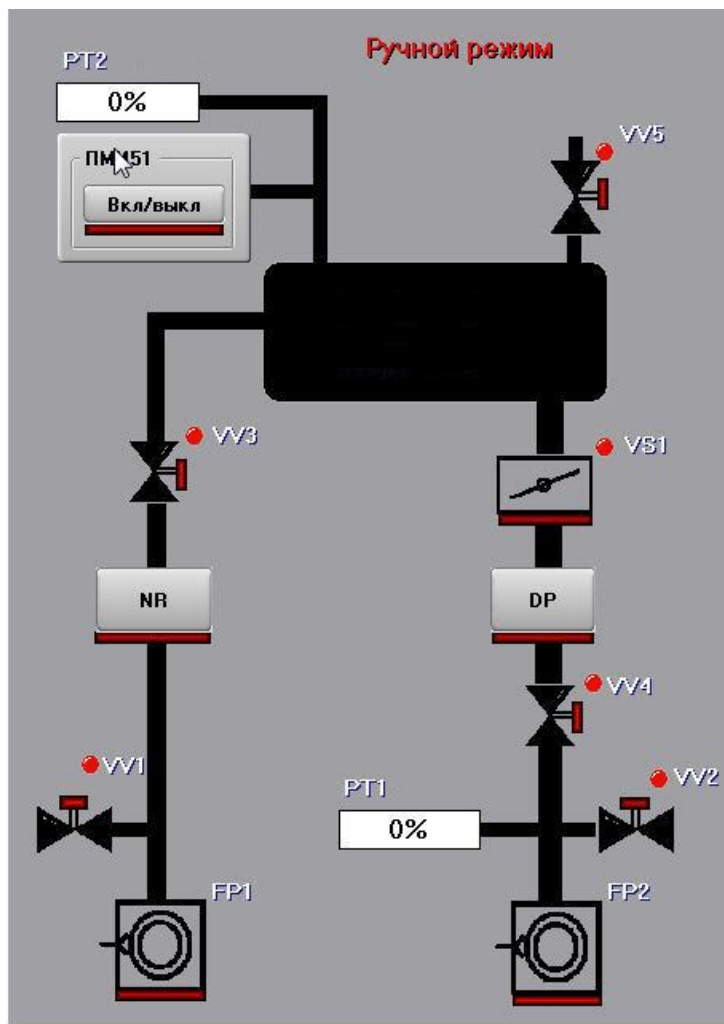 Ручной режим
PT2
0%
VV5
Вкл/выкл
VV3
VS1
NR
DP
VV4
VV1
VV2
PT1
0%
FP1
FP2